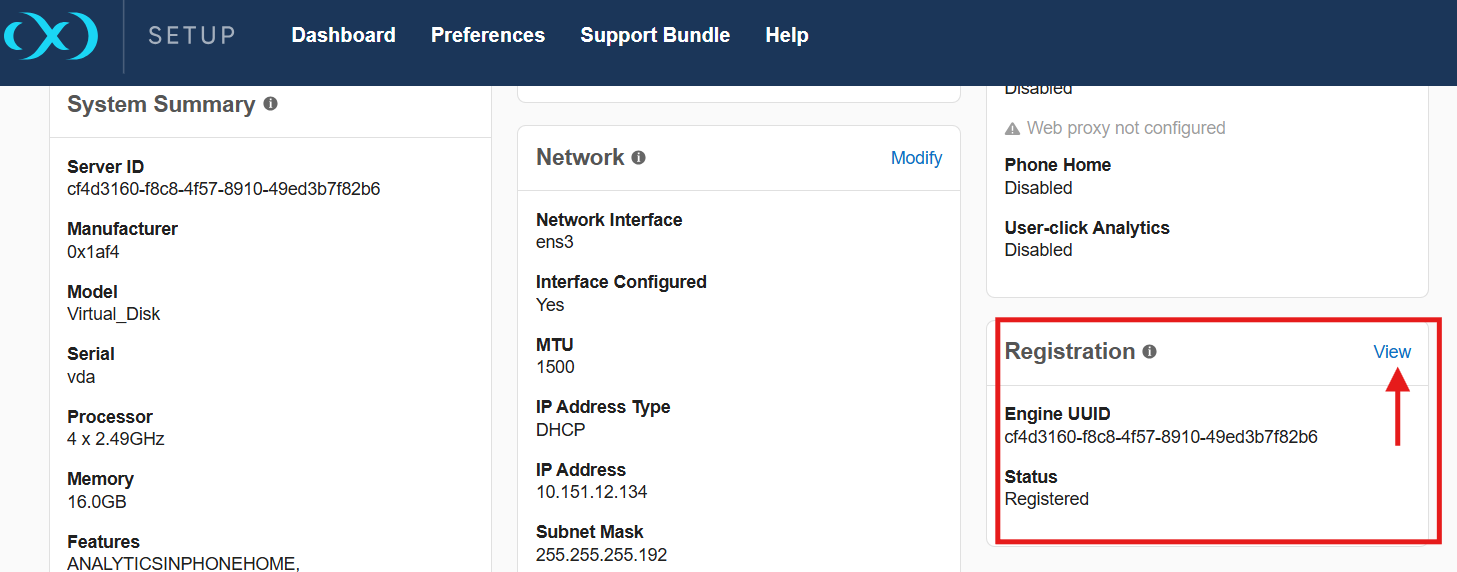 SETUP
Dashboard
Preferences
Support Bundle
Help
System Summary
Server ID
cf4d3160-f8c8-4f57-8910-49ed3b7f82b6
Manufacturer
0x1af4
Model
Virtual_Disk
Serial
vda
Processor
4 x 2.49GHz
Memory
16.0GB
Features
ANALYTICSINPHONEHOME,
Network
Modify
Network Interface
ens3
Interface Configured
Yes
MTU
1500
IP Address Type
DHCP
IP Address
10.151.12.134
Subnet Mask
255.255.255.192
Disabled
Web proxy not configured
Phone Home
Disabled
User-click Analytics
Disabled
Registration
View
Engine UUID
cf4d3160-f8c8-4f57-8910-49ed3b7f82b6
Status
Registered